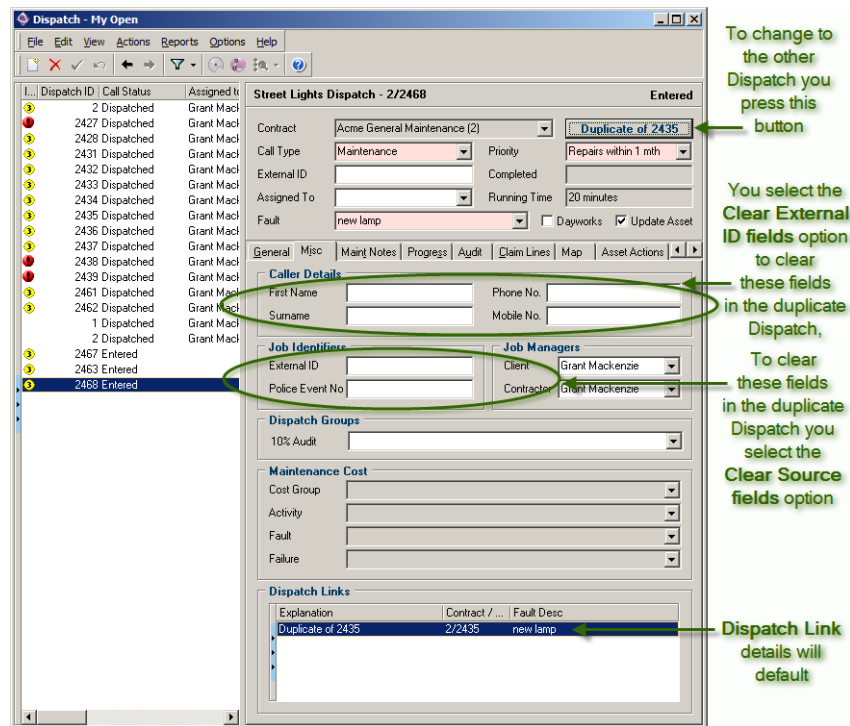 Dispatch - My Open
File Edit View Actions Reports Options Help
I... Dispatch ID Call Status Assigned to
2 Dispatched Grant Mack
2427 Dispatched Grant Mack
2428 Dispatched Grant Mack
2431 Dispatched Grant Mack
2432 Dispatched Grant Mack
2433 Dispatched Grant Mack
2434 Dispatched Grant Mack
2435 Dispatched Grant Mack
2436 Dispatched Grant Mack
2437 Dispatched Grant Mack
2438 Dispatched Grant Mack
2439 Dispatched Grant Mack
2461 Dispatched Grant Mack
2462 Dispatched Grant Mack
1 Dispatched
2 Dispatched
2467 Entered
2463 Entered
2468 Entered
Street Lights Dispatch - 2/2468 Entered
Contract Acme General Maintenance (2) Duplicate of 2435
Call Type Maintenance Priority Repairs within 1 mth
External ID Completed
Assigned To Running Time 20 minutes
Fault new lamp Dayworks Update Asset
General Misc Maint Notes Progress Audit Claim Lines Map Asset Actions
Caller Details
First Name Phone No.
Surname Mobile No.
Job Identifiers Job Managers
External ID Client Grant Mackenzie
Police Event No Contractor Grant Mackenzie
Dispatch Groups
10% Audit
Maintenance Cost
Cost Group
Activity
Fault
Failure
Dispatch Links
Explanation Contract / ... Fault Desc
Duplicate of 2435 2/2435 new lamp
To change to
the other
Dispatch you
press this
button
You select the
Clear External
ID fields option
to clear
these fields
in the duplicate
Dispatch,
To clear
these fields
in the duplicate
Dispatch you
select the
Clear Source
fields option
Dispatch Link
details will
default